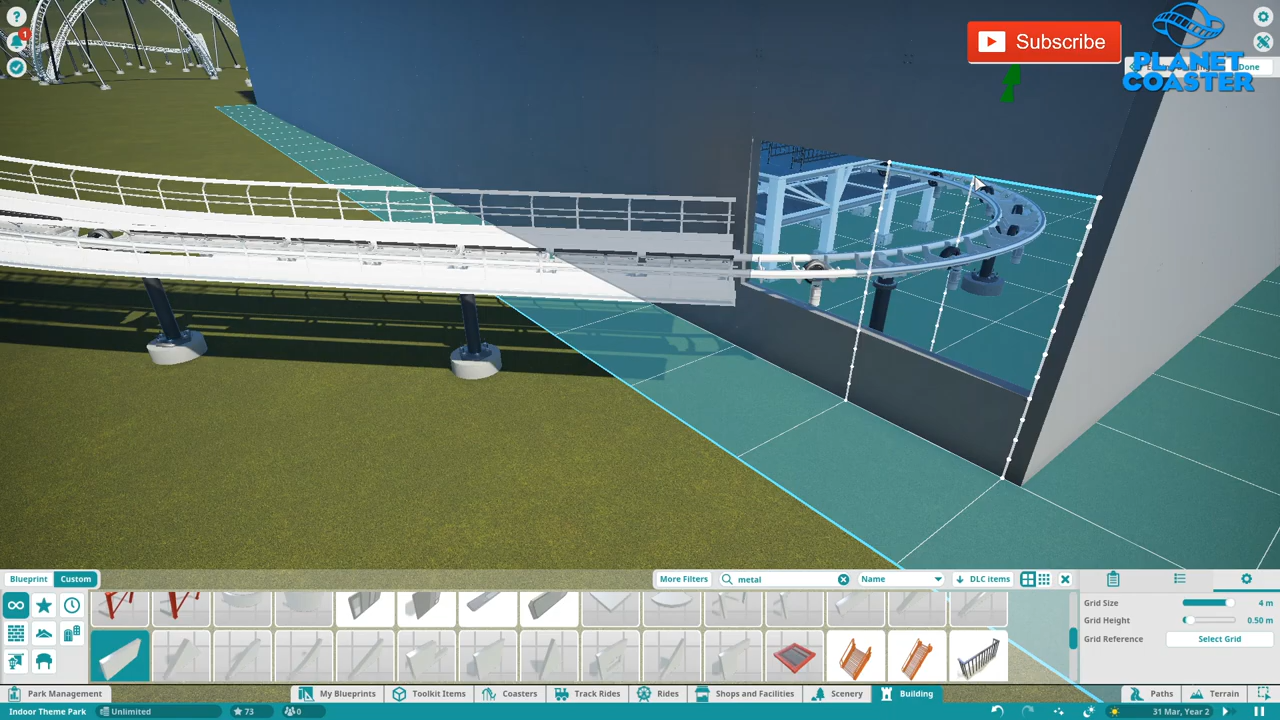 ?
1
Subscribe
PLANET
COASTER
Done
Blueprint
Custom
More Filters
metal
Name
DLC items
Grid Size
4 m
Grid Height
0.50 m
Grid Reference
Select Grid
Park Management
My Blueprints
Toolkit Items
Coasters
Track Rides
Rides
Shops and Facilities
Scenery
Building
Paths
Terrain
Indoor Theme Park
Unlimited
73
0
31 Mar, Year 2